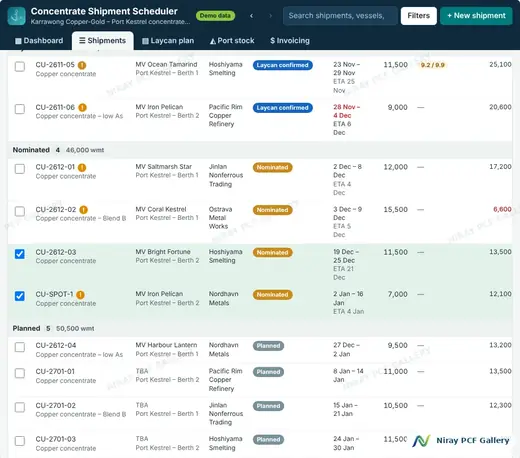 Concentrate Shipment Scheduler
Karrawong Copper-Gold – Port Kestrel concentrate...
Demo data
Search shipments, vessels,
Filters
+ New shipment
Dashboard
Shipments
Laycan plan
Port stock
$ Invoicing
CU-2611-05 !
Copper concentrate
MV Ocean Tamarind
Port Kestrel – Berth 1
Hoshiyama
Smelting
Laycan confirmed
23 Nov –
29 Nov
ETA 25
Nov
11,500
9.2 / 9.9
25,100
CU-2611-06 !
Copper concentrate – low As
MV Iron Pelican
Port Kestrel – Berth 2
Pacific Rim
Copper
Refinery
Laycan confirmed
28 Nov –
4 Dec
ETA 6
Dec
9,000
—
20,600
Nominated 4 46,000 wmt
CU-2612-01 !
Copper concentrate
MV Saltmarsh Star
Port Kestrel – Berth 1
Jinlan
Nonferrous
Trading
Nominated
2 Dec – 8
Dec
ETA 4
Dec
12,000
—
17,200
CU-2612-02 !
Copper concentrate – Blend B
MV Coral Kestrel
Port Kestrel – Berth 1
Ostrava
Metal
Works
Nominated
3 Dec – 9
Dec
ETA 5
Dec
15,500
—
6,600
CU-2612-03
Copper concentrate
MV Bright Fortune
Port Kestrel – Berth 2
Hoshiyama
Smelting
Nominated
19 Dec –
25 Dec
ETA 21
Dec
11,500
—
13,500
CU-SPOT-1 !
Copper concentrate
MV Iron Pelican
Port Kestrel – Berth 2
Nordhavn
Metals
Nominated
2 Jan – 16
Jan
ETA 4 Jan
7,000
—
12,100
Planned 5 50,500 wmt
CU-2612-04
Copper concentrate – low As
MV Harbour Lantern
Port Kestrel – Berth 1
Nordhavn
Metals
Planned
27 Dec –
2 Jan
9,500
—
13,200
CU-2701-01
Copper concentrate
TBA
Port Kestrel – Berth 2
Pacific Rim
Copper
Refinery
Planned
8 Jan – 14
Jan
11,000
—
13,500
CU-2701-02
Copper concentrate – Blend B
TBA
Port Kestrel – Berth 1
Jinlan
Nonferrous
Trading
Planned
15 Jan
– 21 Jan
10,500
—
12,300
CU-2701-03
Copper concentrate
TBA
Port Kestrel – Berth 2
Hoshiyama
Smelting
Planned
24 Jan –
30 Jan
11,500
Niray PCF Gallery
NIRAY PCF GALLERY